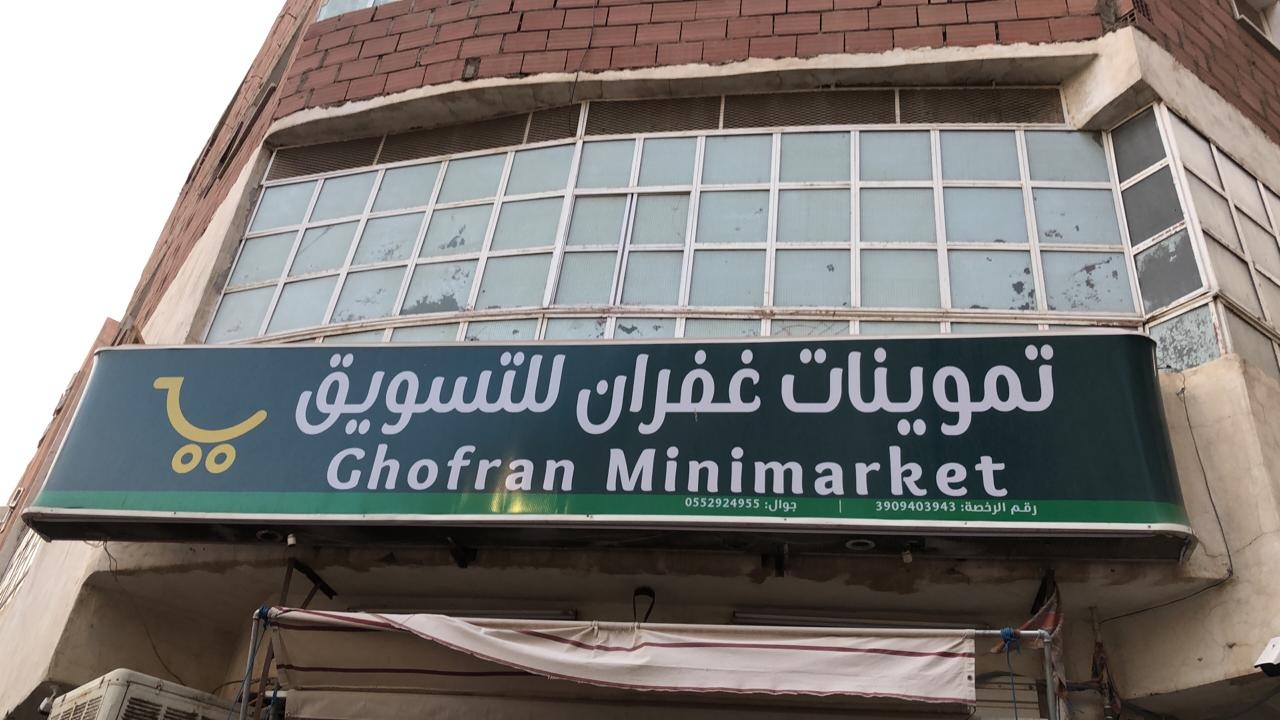 تموينات غفران للتسويق
Ghofran Minimarket
رقم الرخصة: 3909403943 | جوال: 0552924955